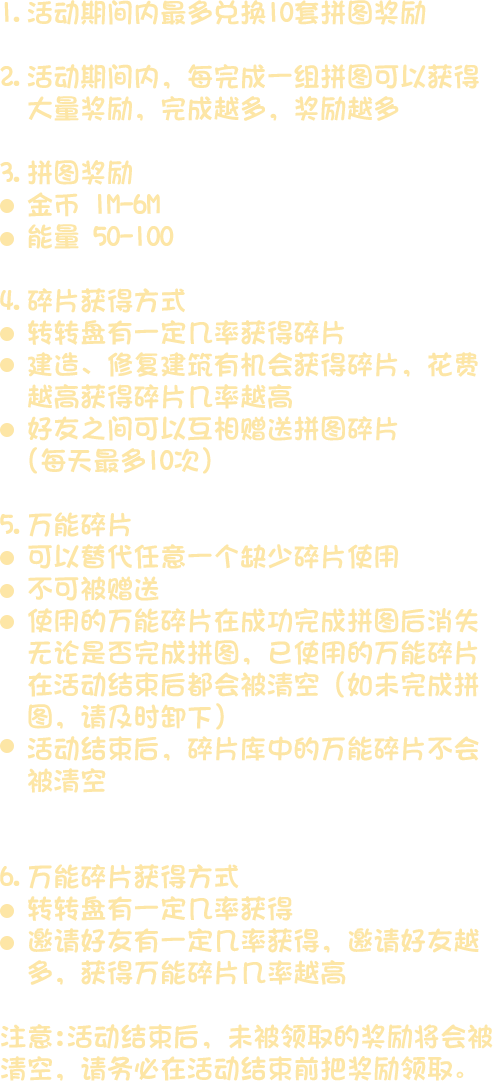 1. 活动期间内最多兑换10套拼图奖励
2. 活动期间内，每完成一组拼图可以获得
大量奖励，完成越多，奖励越多
3. 拼图奖励
● 金币 1M-6M
● 能量 50-100
4. 碎片获得方式
● 转转盘有一定几率获得碎片
● 建造、修复建筑有机会获得碎片，花费
越高获得碎片几率越高
● 好友之间可以互相赠送拼图碎片
(每天最多10次)
5. 万能碎片
● 可以替代任意一个缺少碎片使用
● 不可被赠送
● 使用的万能碎片在成功完成拼图后消失
无论是否完成拼图，已使用的万能碎片
在活动结束后都会被清空（如未完成拼
图，请及时卸下）
● 活动结束后，碎片库中的万能碎片不会
被清空
6. 万能碎片获得方式
● 转转盘有一定几率获得
● 邀请好友有一定几率获得，邀请好友越
多，获得万能碎片几率越高
注意:活动结束后，未被领取的奖励将会被
清空，请务必在活动结束前把奖励领取。